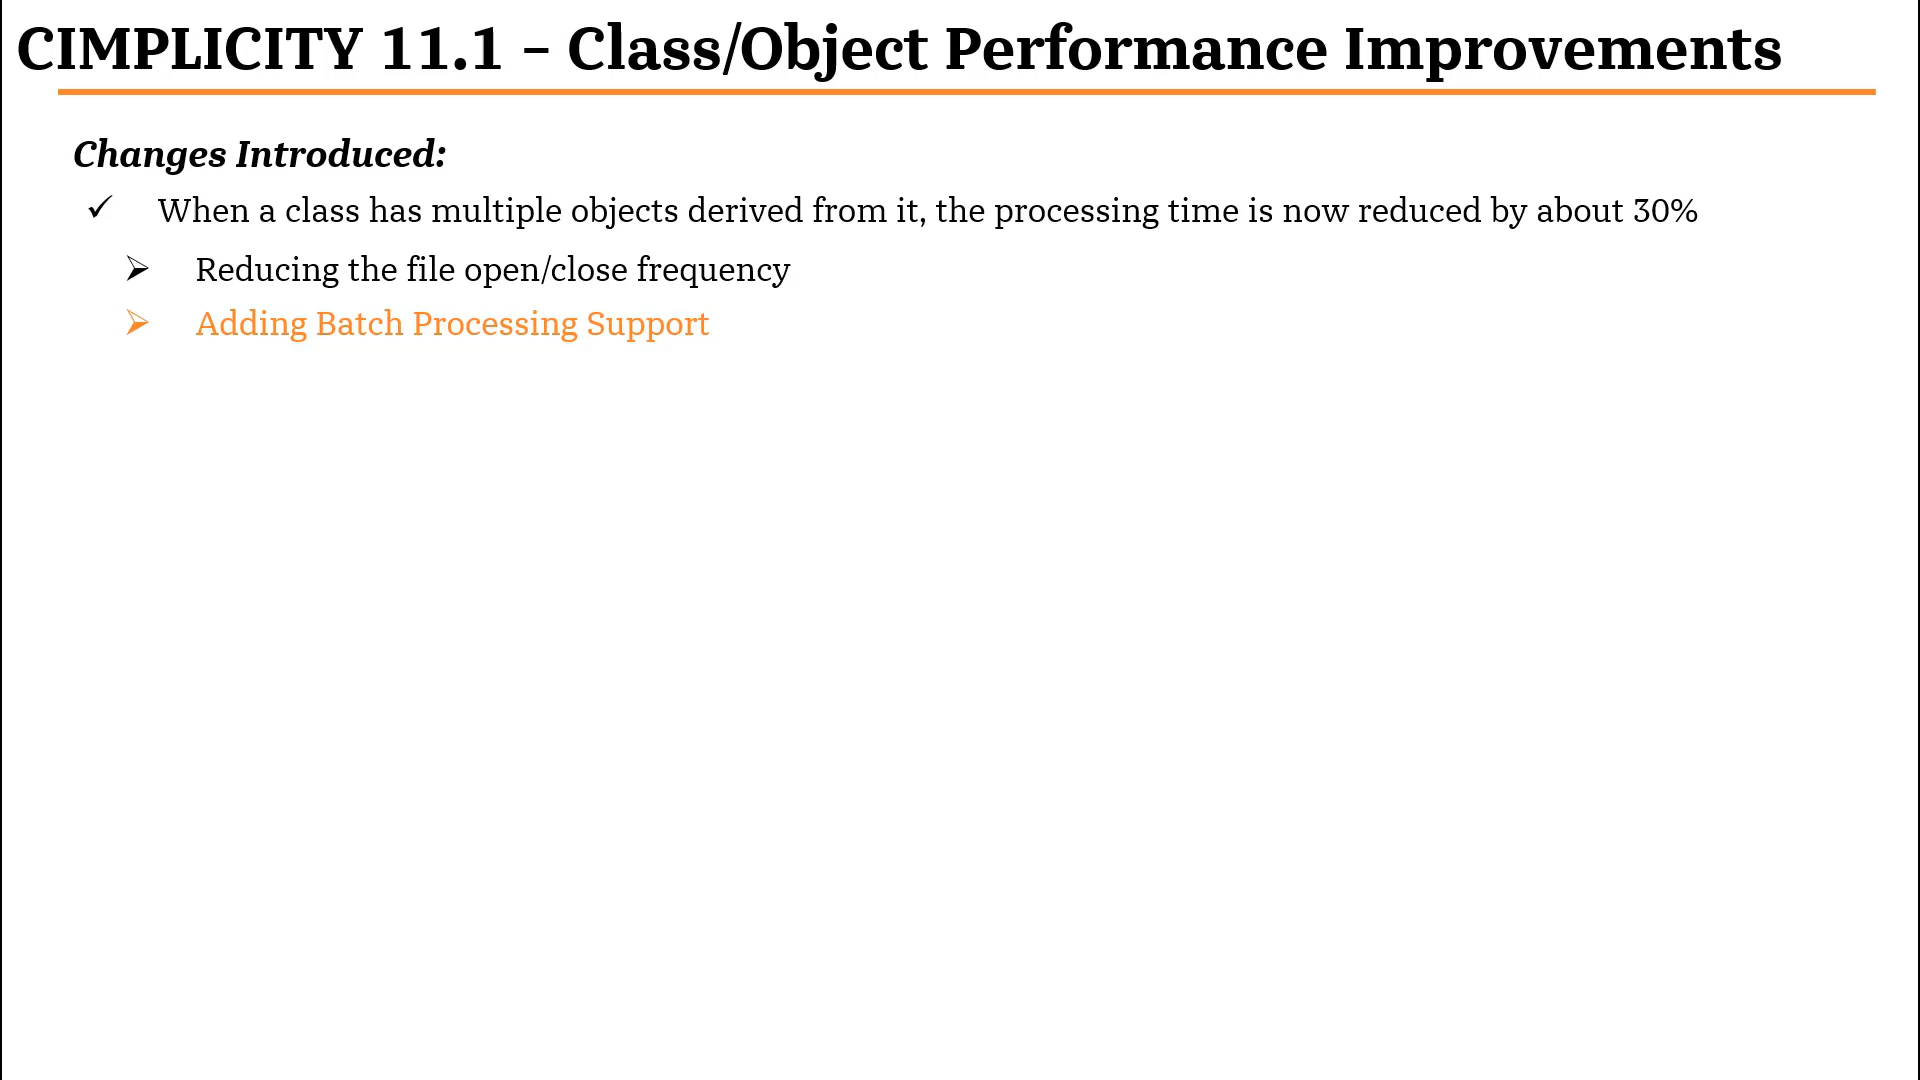 CIMPLICITY 11.1 – Class/Object Performance Improvements
Changes Introduced:
✓ When a class has multiple objects derived from it, the processing time is now reduced by about 30%
➢ Reducing the file open/close frequency
➢ Adding Batch Processing Support